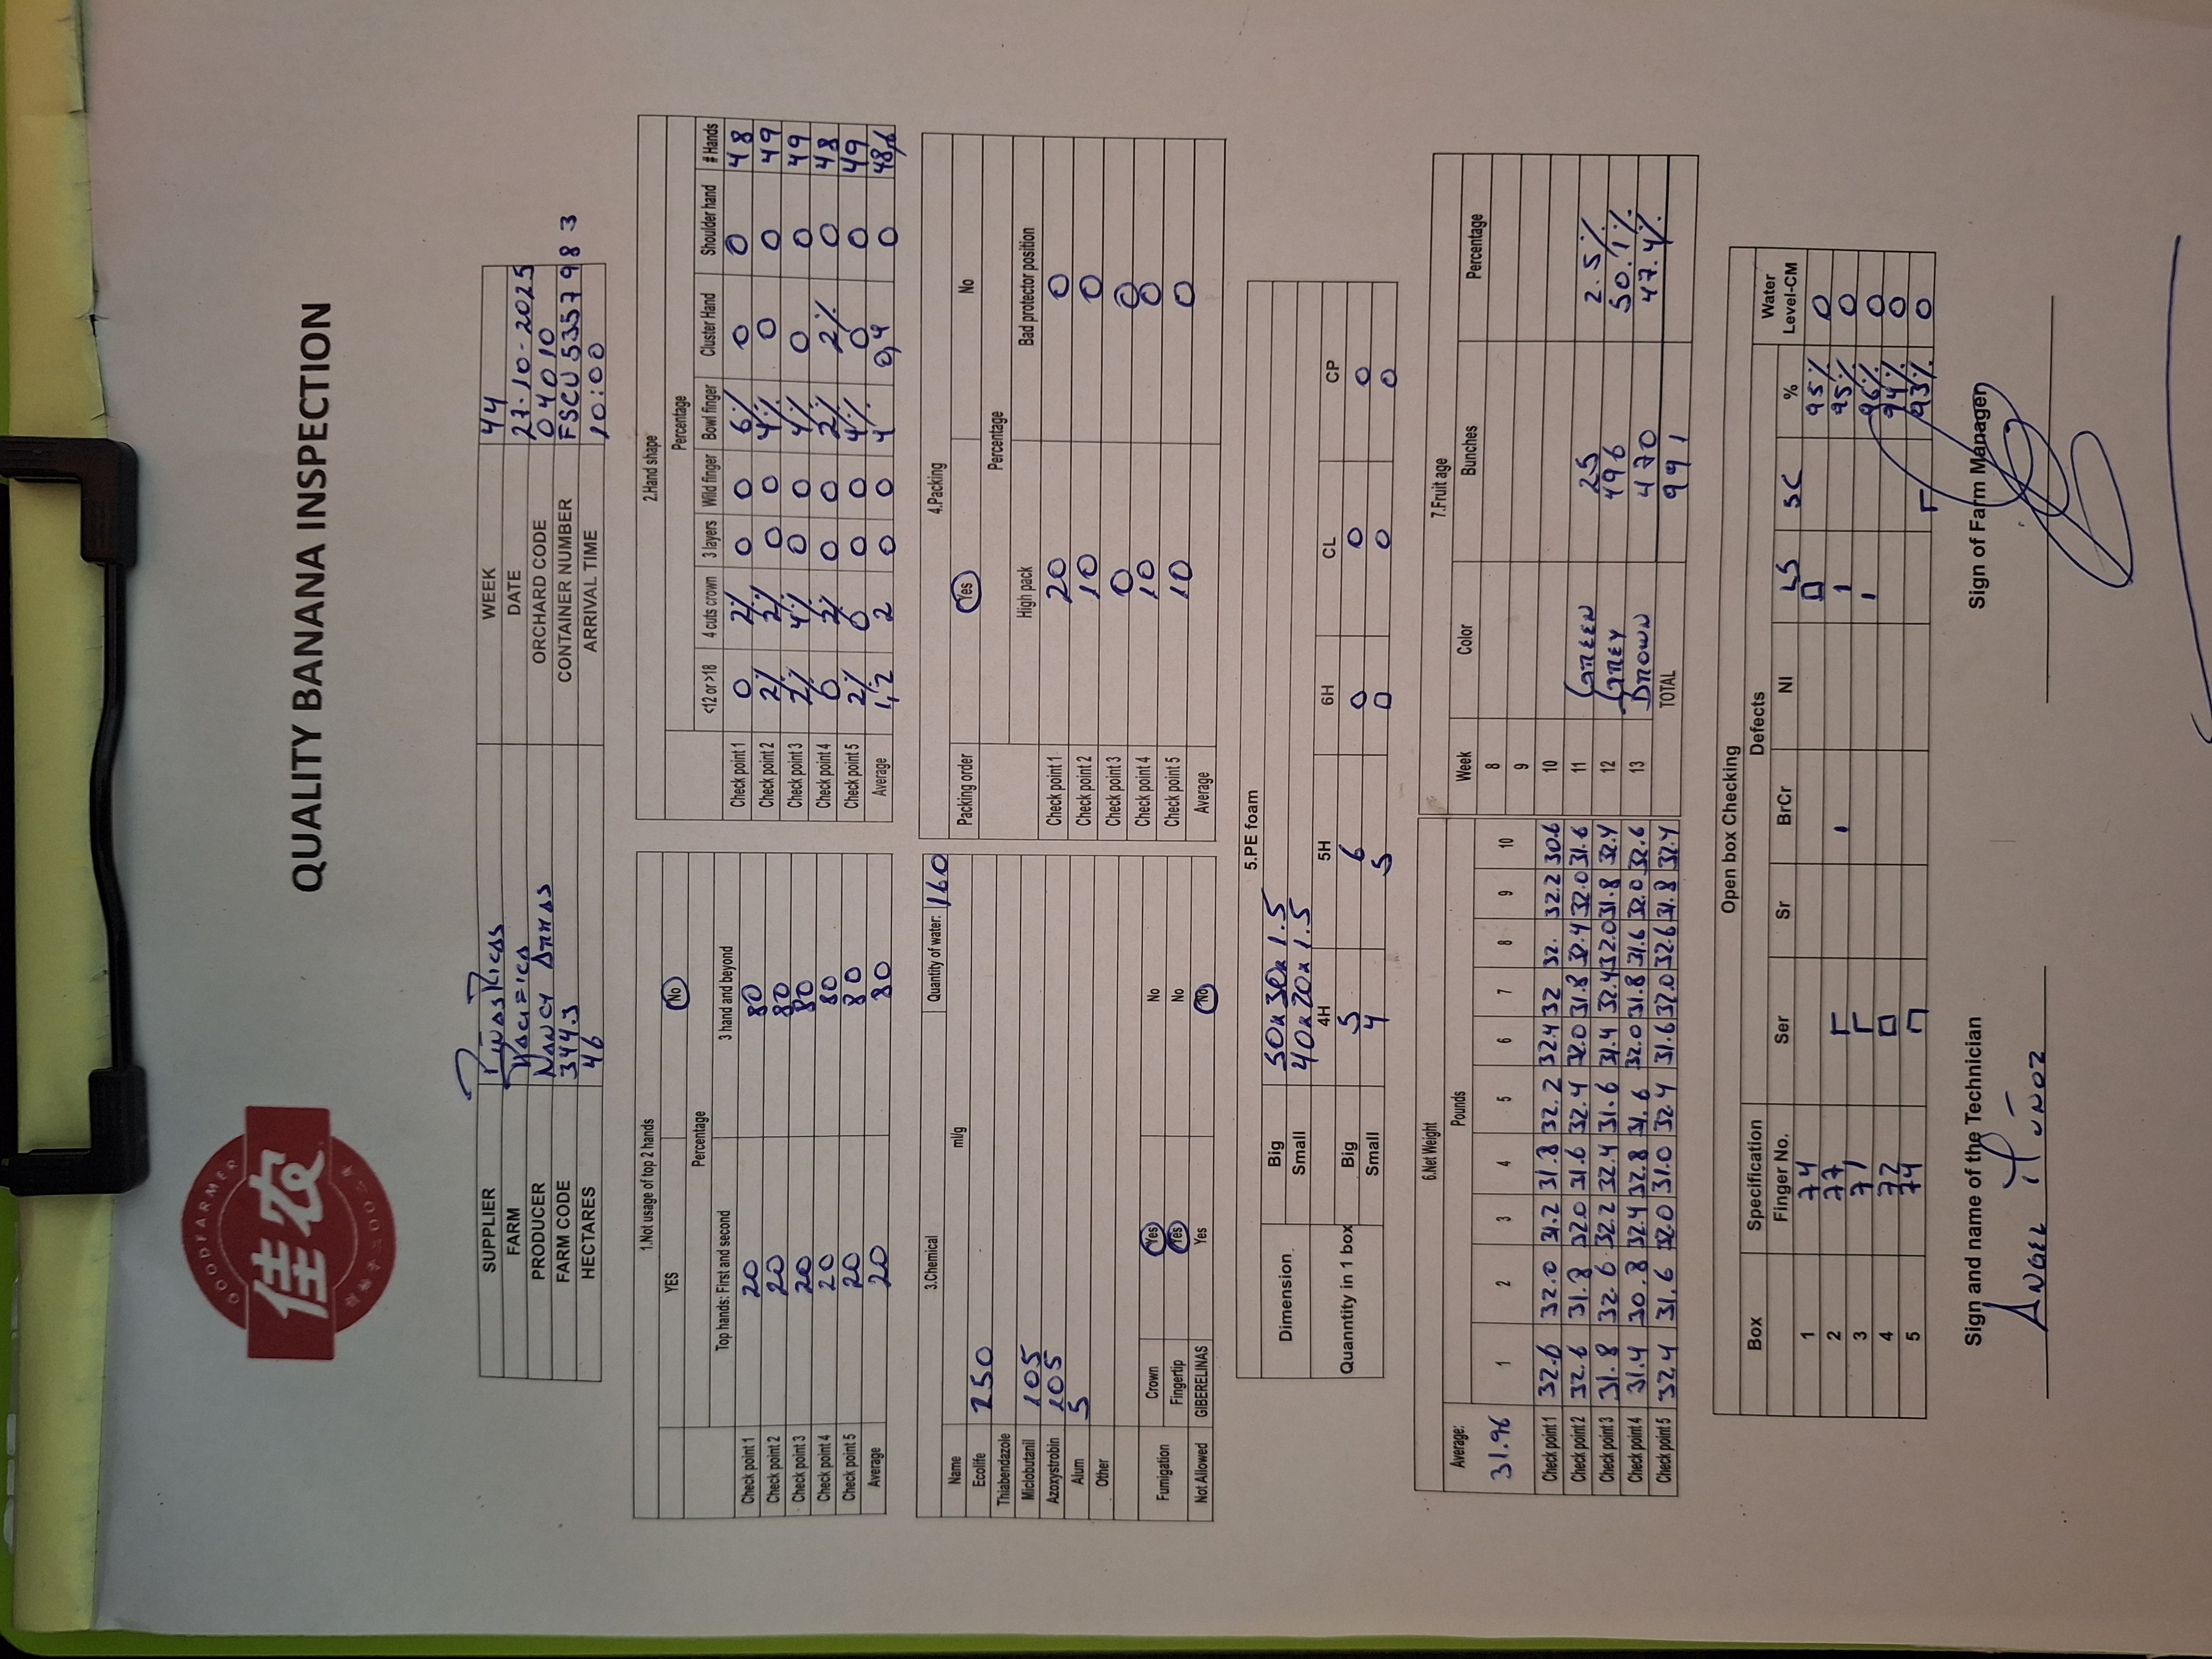 GOODFARMER
佳农
创始于二〇〇二年
QUALITY BANANA INSPECTION
SUPPLIER PiñasRicas WEEK 44
FARM Pacifico DATE 27-10-2025
PRODUCER NANCY ARMAS ORCHARD CODE 04010
FARM CODE 3443 CONTAINER NUMBER FSCU 5357983
HECTARES 46 ARRIVAL TIME 10:00
1.Not usage of top 2 hands
YES No
Percentage
Top hands: First and second 3 hand and beyond
Check point 1 20 80
Check point 2 20 80
Check point 3 20 80
Check point 4 20 80
Check point 5 20 80
Average 20 80
2.Hand shape
Percentage
<12 or >18 4 cuts crown 3 layers Wild finger Bowl finger Cluster Hand Shoulder hand # Hands
Check point 1 0 2% 0 0 6% 0 0 48
Check point 2 2% 2% 0 0 4% 0 0 49
Check point 3 2% 4% 0 0 4% 0 0 49
Check point 4 0 2% 0 0 2% 2% 0 48
Check point 5 2% 0 0 0 4% 0 0 49
Average 1,2 2 0 0 4 0,4 0 48,6
3.Chemical Quantity of water: 160
Name ml/g
Ecolife 250
Thiabendazole
Miclobutanil 105
Azoxystrobin 105
Alum 5
Other
Fumigation Crown Yes No
Fingertip Yes No
Not Allowed GIBERELINAS Yes No
4.Packing
Packing order Yes No
Percentage
High pack Bad protector position
Check point 1 20 0
Check point 2 10 0
Check point 3 0 0
Check point 4 10 0
Check point 5 10 0
Average
5.PE foam
Dimension Big 50x30x1.5
Small 40x20x1.5
4H 5H 6H CL CP
Quanntity in 1 box Big 5 6 0 0 0
Small 4 5 0 0 0
6.Net Weight
Average: Pounds
31.96 1 2 3 4 5 6 7 8 9 10
Check point 1 32.6 32.0 31.2 31.8 32.2 32.4 32 32. 32.2 30.6
Check point 2 32.6 31.8 32.0 31.6 32.4 32.0 31.8 32.4 32.0 31.6
Check point 3 31.8 32.6 32.2 32.4 31.6 31.4 32.4 32.0 31.8 32.4
Check point 4 31.4 30.8 32.4 32.8 31.6 32.0 31.8 31.6 32.0 32.6
Check point 5 32.4 31.6 32.0 31.0 32.4 31.6 32.0 32.6 31.8 32.4
7.Fruit age
Week Color Bunches Percentage
8
9
10
11 GREEN 25 2.5%
12 GREY 496 50.1%
13 BROWN 470 47.4%
TOTAL 991
Open box Checking
Box Specification Defects Water
Finger No. Ser Sr BrCr NI LS SC % Level-CM
1 74 95% 0
2 77 95% 0
3 71 96% 0
4 72 94% 0
5 74 93% 0
Sign and name of the Technician Sign of Farm Manager
ANGEL MUÑOZ